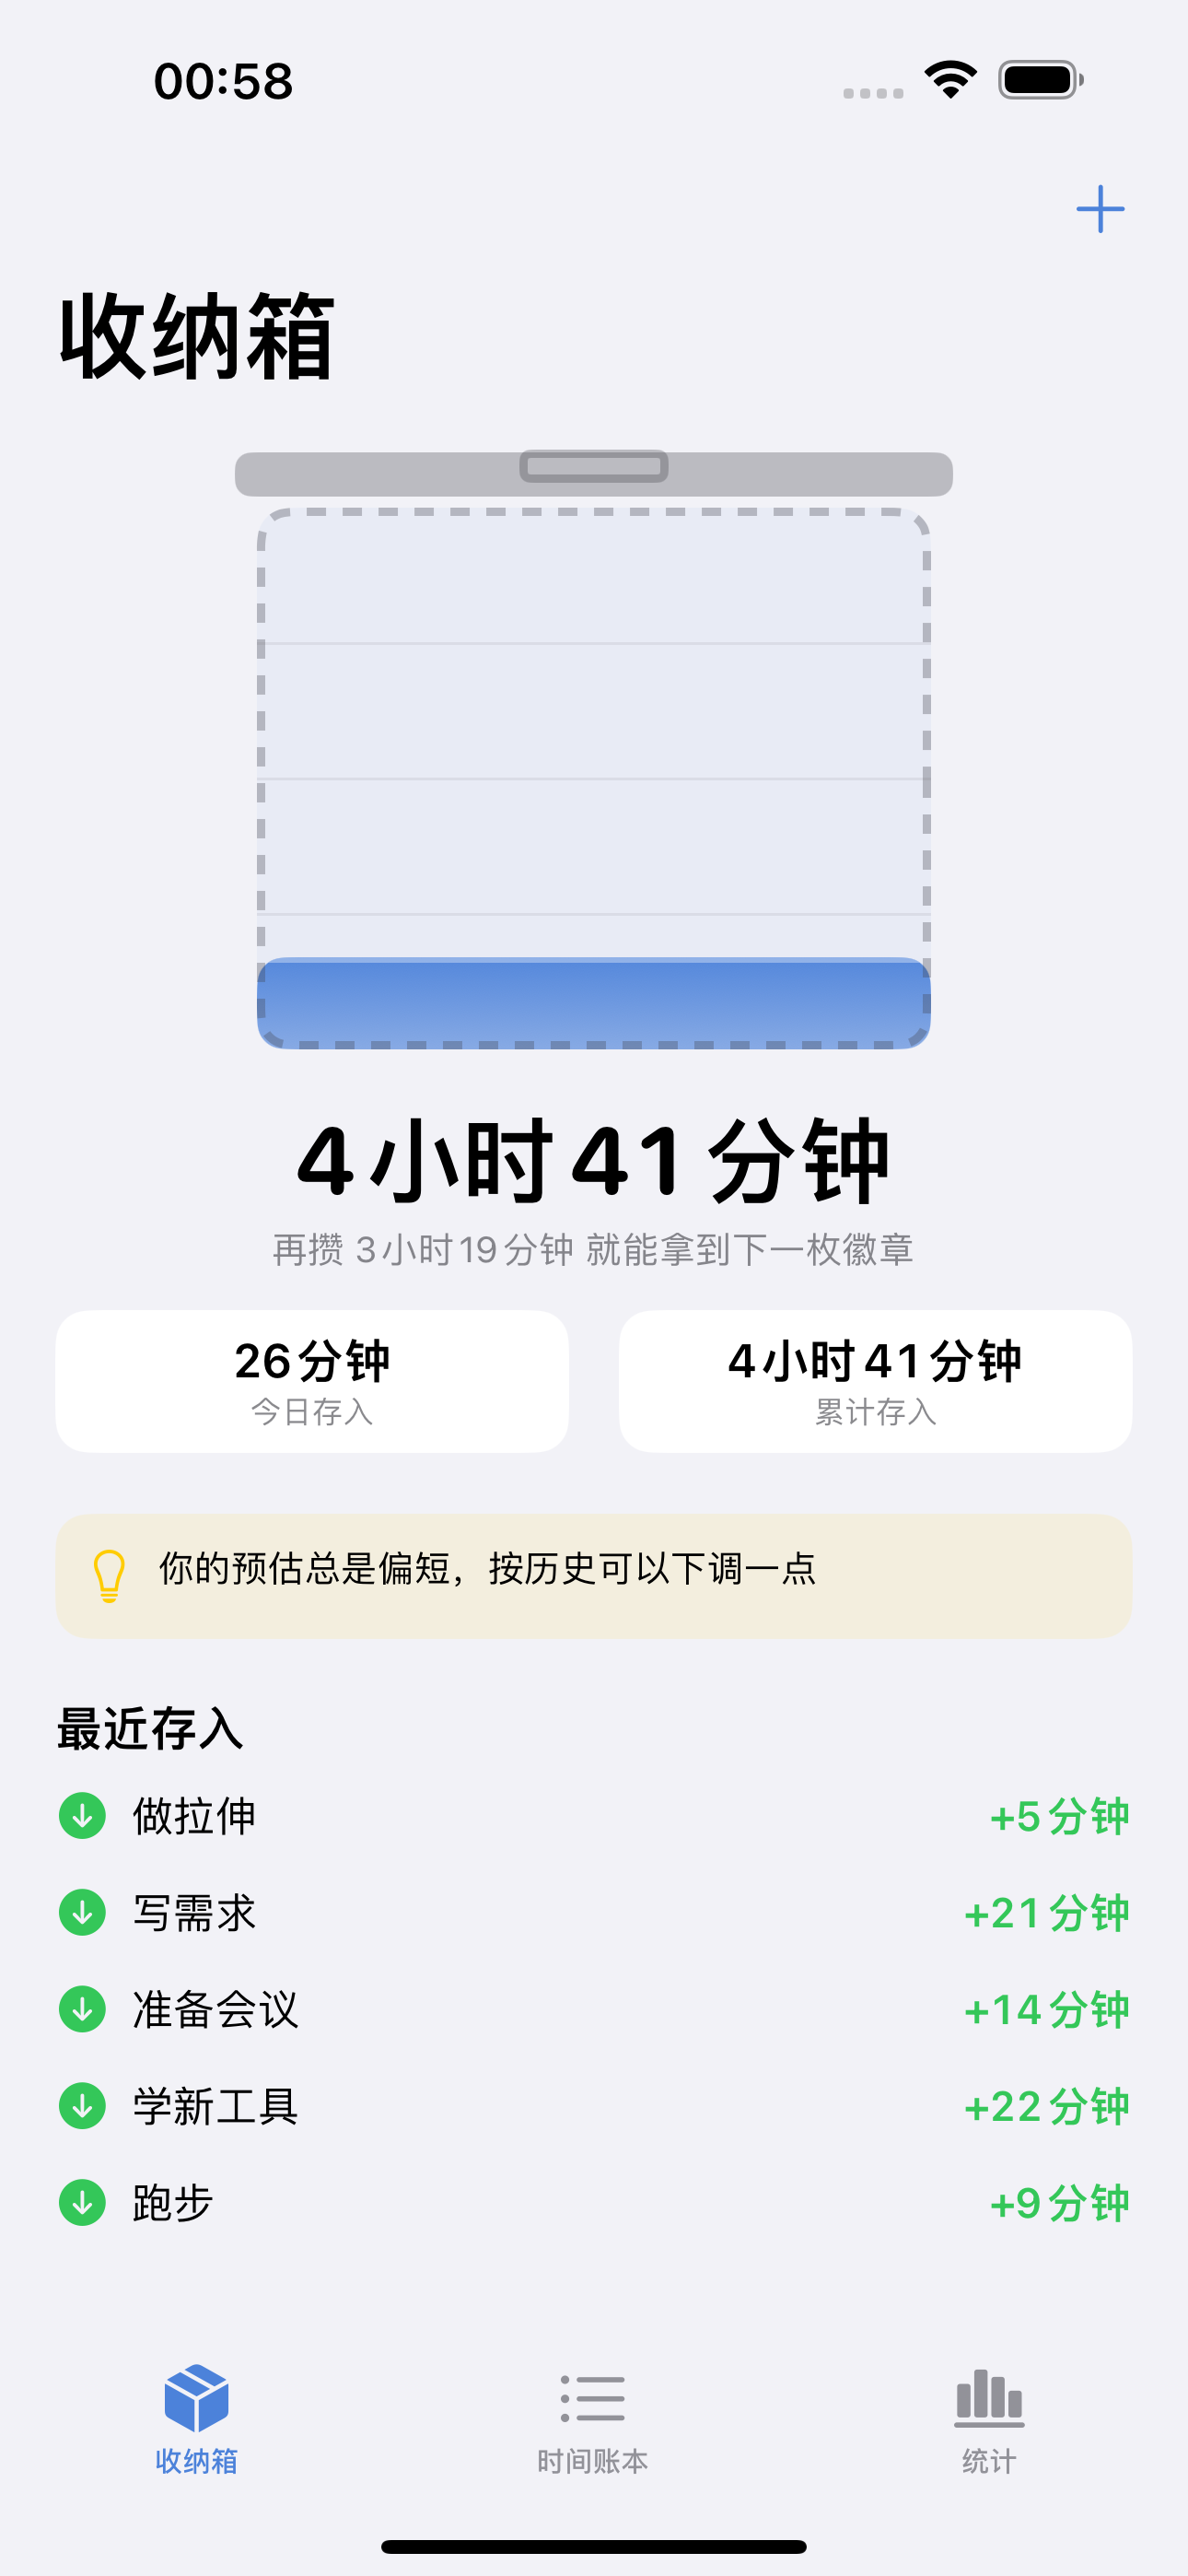 00:58
收纳箱
4小时41分钟
再攒 3小时19分钟 就能拿到下一枚徽章
26分钟
今日存入
4小时41分钟
累计存入
你的预估总是偏短，按历史可以下调一点
最近存入
做拉伸 +5分钟
写需求 +21分钟
准备会议 +14分钟
学新工具 +22分钟
跑步 +9分钟
收纳箱 时间账本 统计